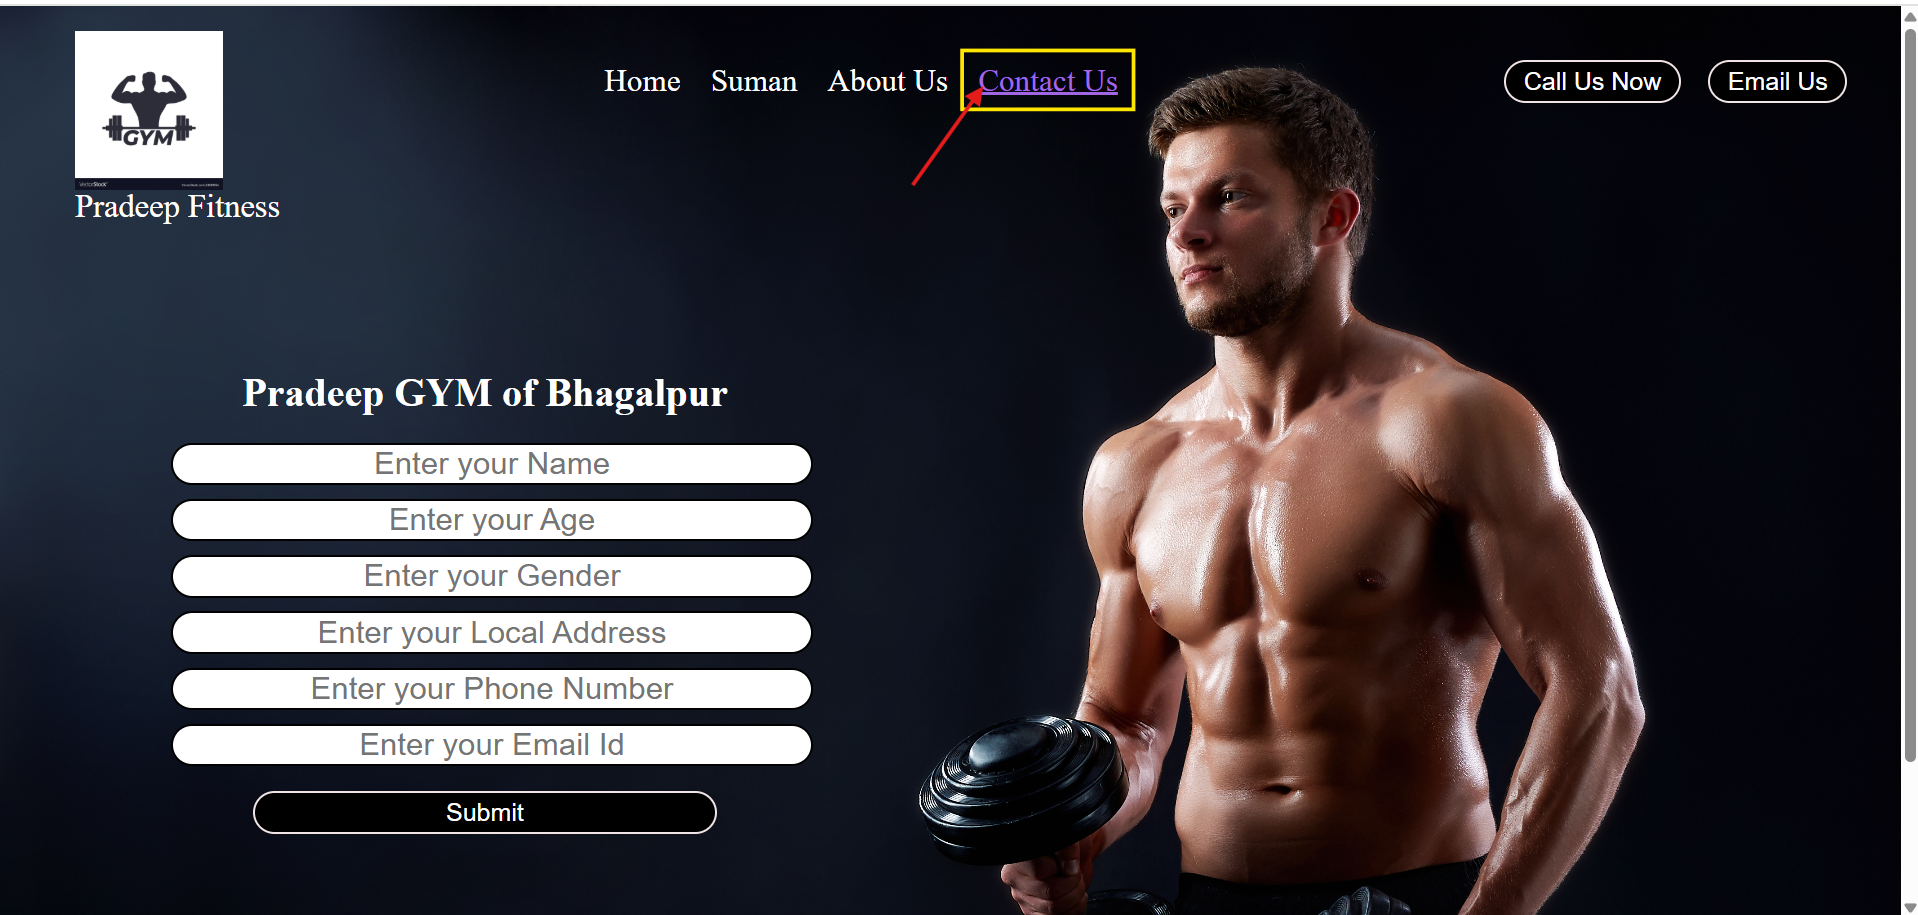 Home Suman About Us Contact Us
Call Us Now Email Us
GYM
VectorStock
Pradeep Fitness
Pradeep GYM of Bhagalpur
Enter your Name
Enter your Age
Enter your Gender
Enter your Local Address
Enter your Phone Number
Enter your Email Id
Submit